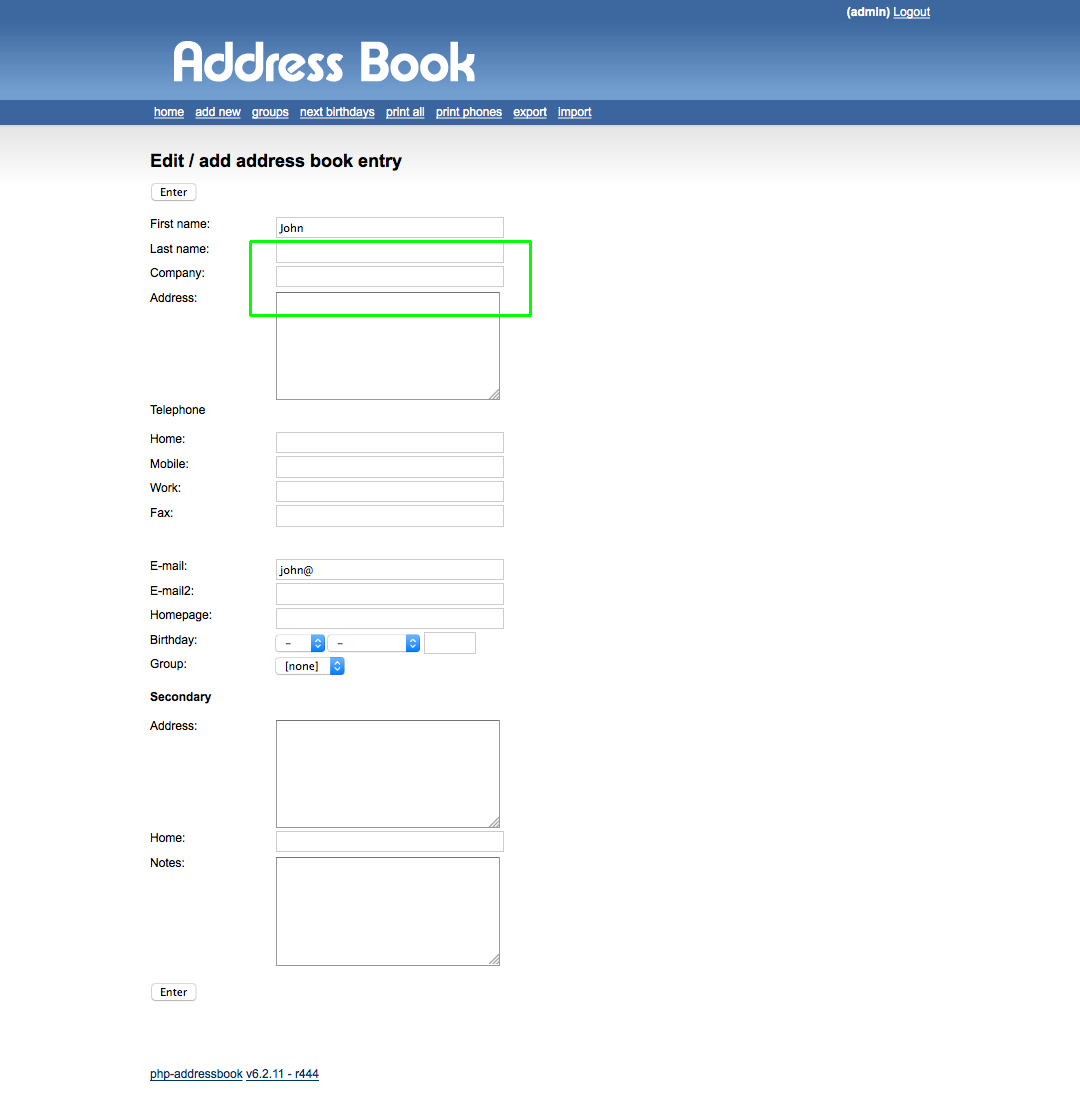 (admin) Logout
Address Book
home add new groups next birthdays print all print phones export import
Edit / add address book entry
Enter
First name: John
Last name:
Company:
Address:
Telephone
Home:
Mobile:
Work:
Fax:
E-mail: john@
E-mail2:
Homepage:
Birthday: – –
Group: [none]
Secondary
Address:
Home:
Notes:
Enter
php-addressbook v6.2.11 - r444